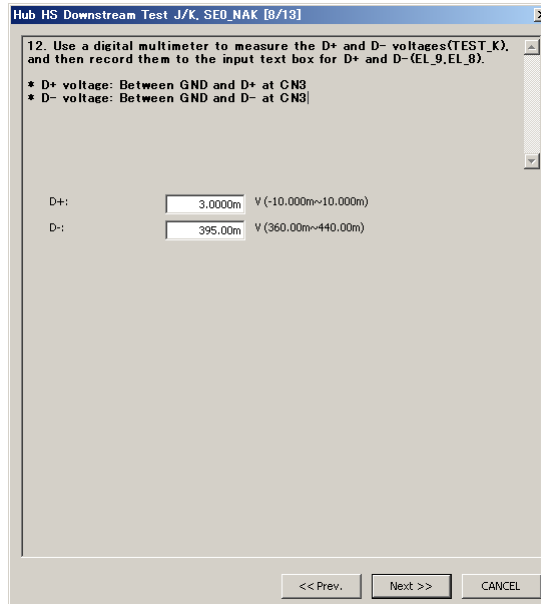 Hub HS Downstream Test J/K, SE0_NAK [8/13]
12. Use a digital multimeter to measure the D+ and D- voltages(TEST_K),
and then record them to the input text box for D+ and D-(EL_9,EL_8).
* D+ voltage: Between GND and D+ at CN3
* D- voltage: Between GND and D- at CN3
D+: 3.0000m V (-10.000m~10.000m)
D-: 395.00m V (360.00m~440.00m)
<< Prev. Next >> CANCEL